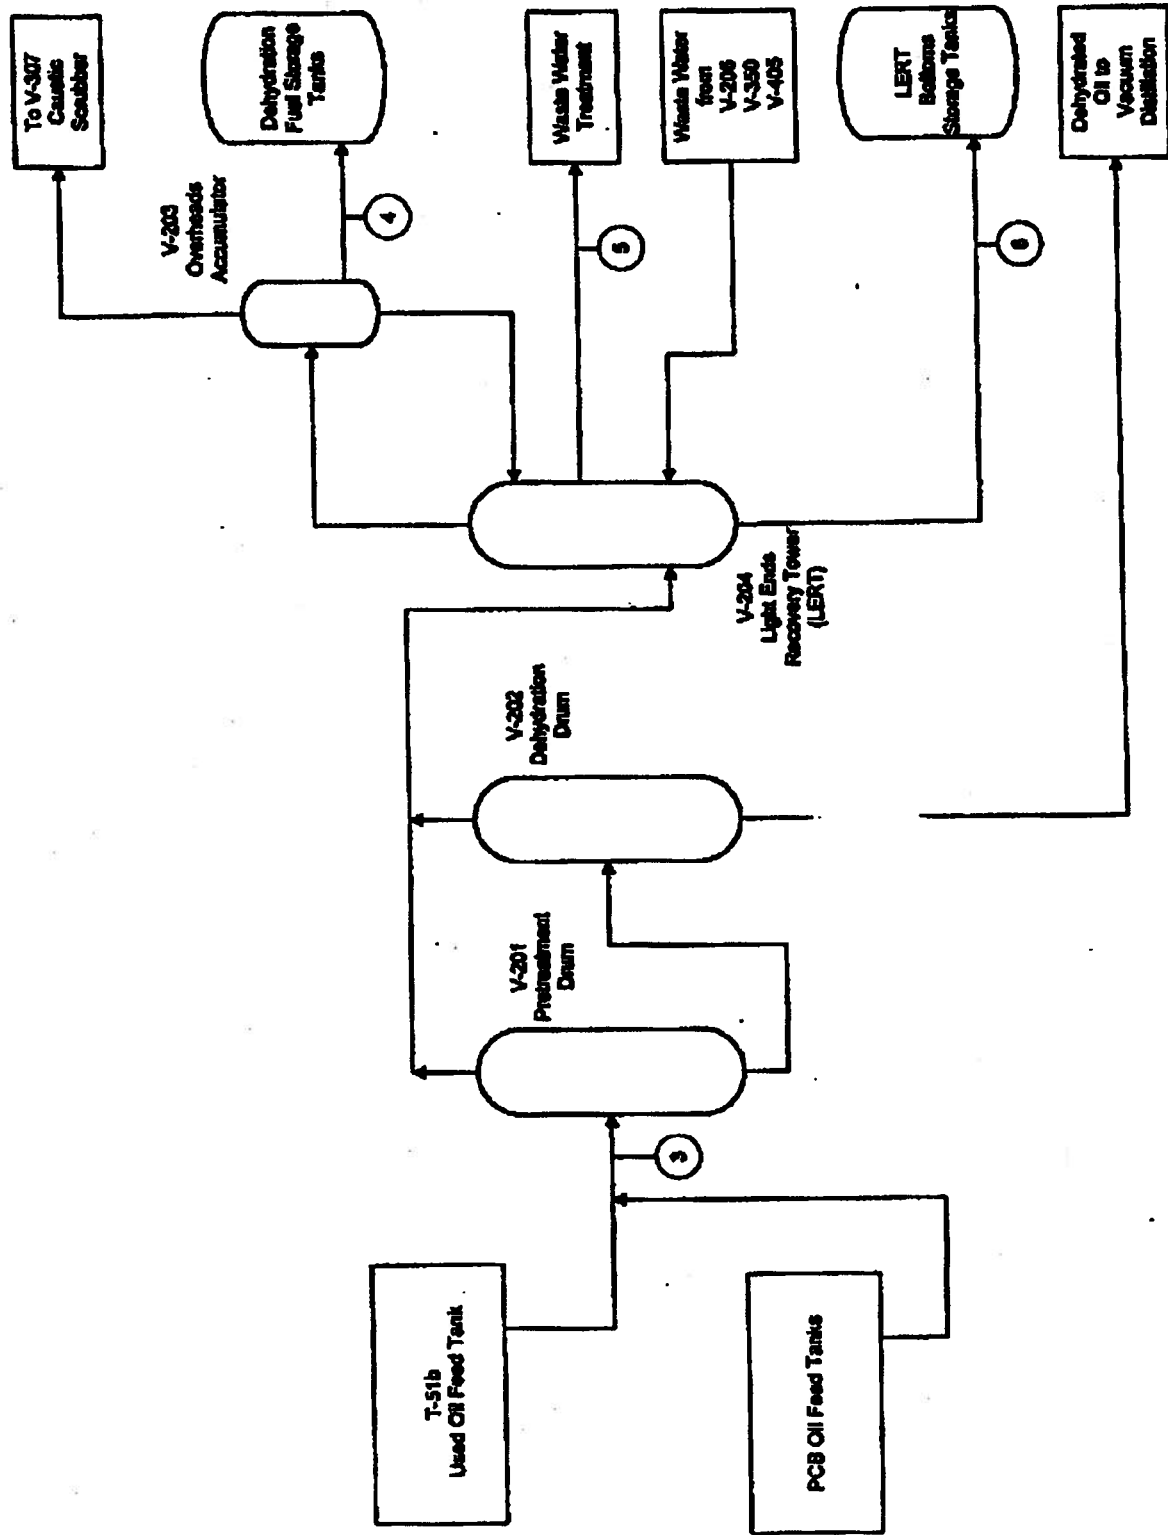 To V-307
Caustic
Scubber
Dehydration
Fuel Storage
Tanks
Waste Water
Treatment
Waste Water
from
V-206
V-350
V-405
LERT
Bottoms
Storage Tanks
Dehydrated
Oil to
Vacuum
Distillation
V-203
Overheads
Accumulator
4
5
6
V-204
Light Ends
Recovery Tower
(LERT)
V-202
Dehydration
Drum
V-201
Pretreatment
Drum
3
T-51b
Used Oil Feed Tank
PCB Oil Feed Tanks